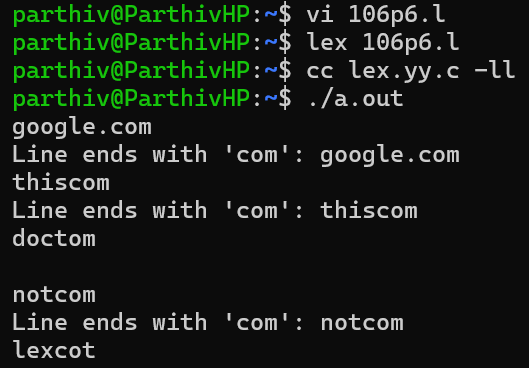 parthiv@ParthivHP:~$ vi 106p6.l
parthiv@ParthivHP:~$ lex 106p6.l
parthiv@ParthivHP:~$ cc lex.yy.c -ll
parthiv@ParthivHP:~$ ./a.out
google.com
Line ends with 'com': google.com
thiscom
Line ends with 'com': thiscom
doctom
notcom
Line ends with 'com': notcom
lexcot